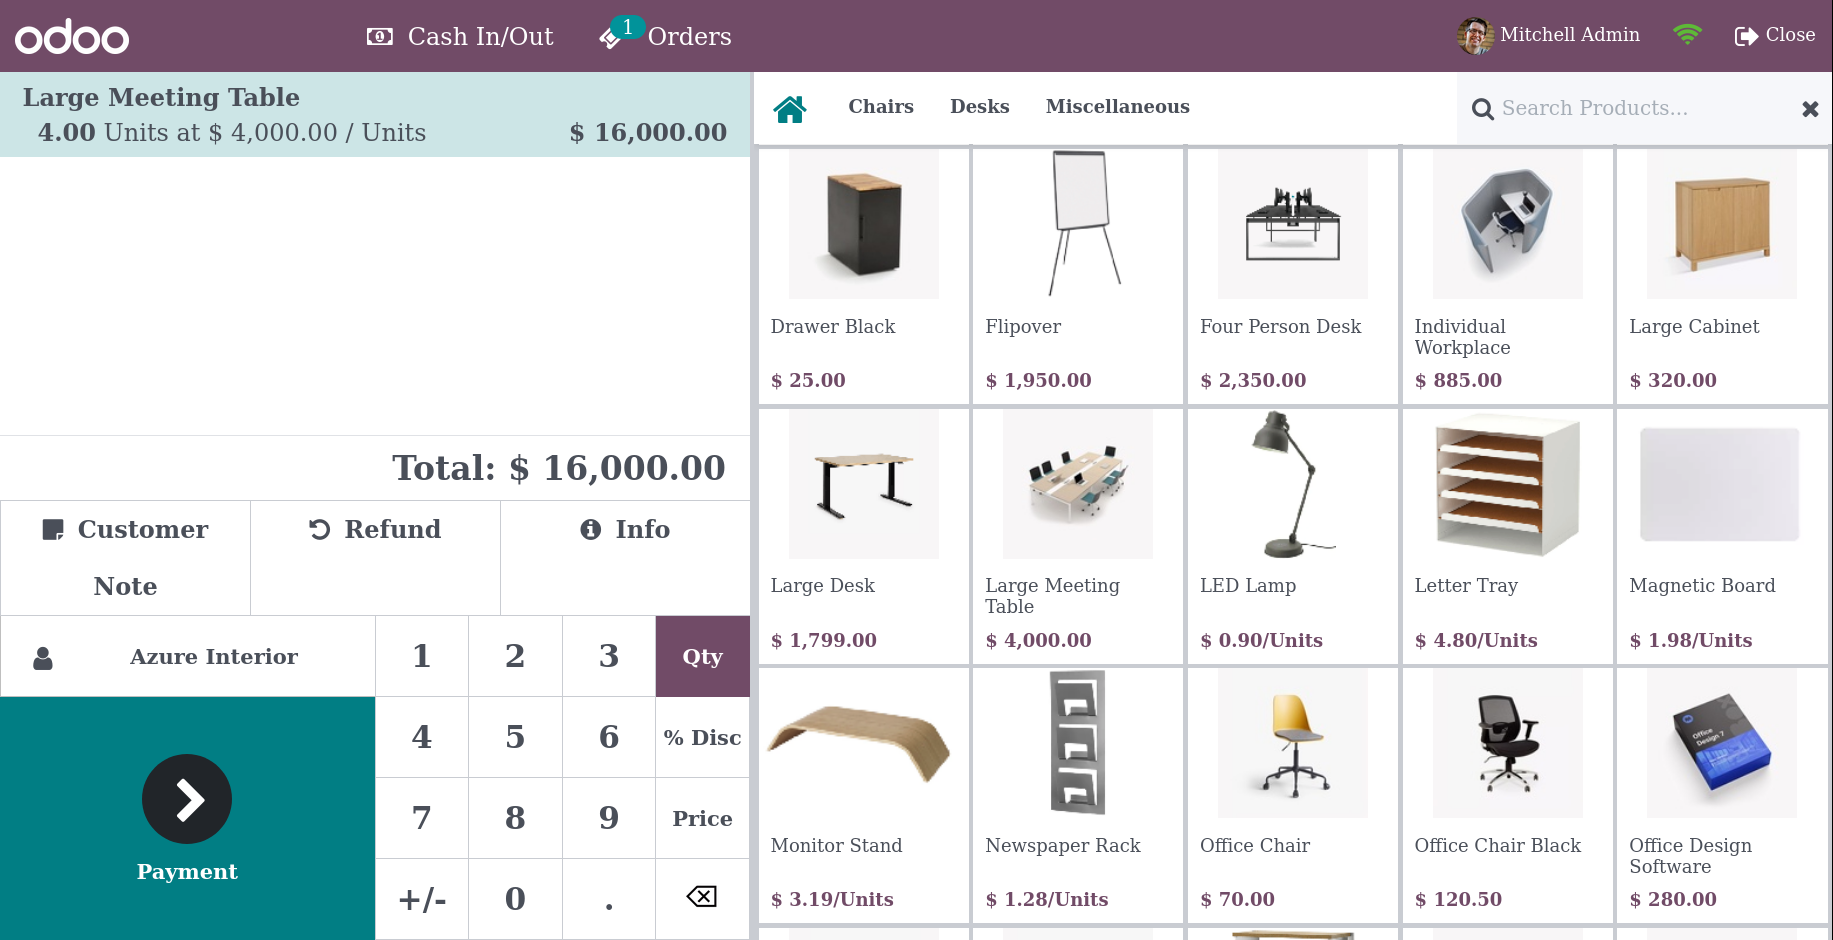 odoo
Cash In/Out
1
Orders
Mitchell Admin
Close
Large Meeting Table
4.00 Units at $ 4,000.00 / Units
$ 16,000.00
Total: $ 16,000.00
Customer
Note
Refund
Info
Azure Interior
1
2
3
Qty
4
5
6
% Disc
7
8
9
Price
Payment
+/-
0
.
Chairs
Desks
Miscellaneous
Search Products...
Drawer Black
$ 25.00
Flipover
$ 1,950.00
Four Person Desk
$ 2,350.00
Individual
Workplace
$ 885.00
Large Cabinet
$ 320.00
Large Desk
$ 1,799.00
Large Meeting
Table
$ 4,000.00
LED Lamp
$ 0.90/Units
Letter Tray
$ 4.80/Units
Magnetic Board
$ 1.98/Units
Monitor Stand
$ 3.19/Units
Newspaper Rack
$ 1.28/Units
Office Chair
$ 70.00
Office Chair Black
$ 120.50
Office
Design 7
Office Design
Software
$ 280.00